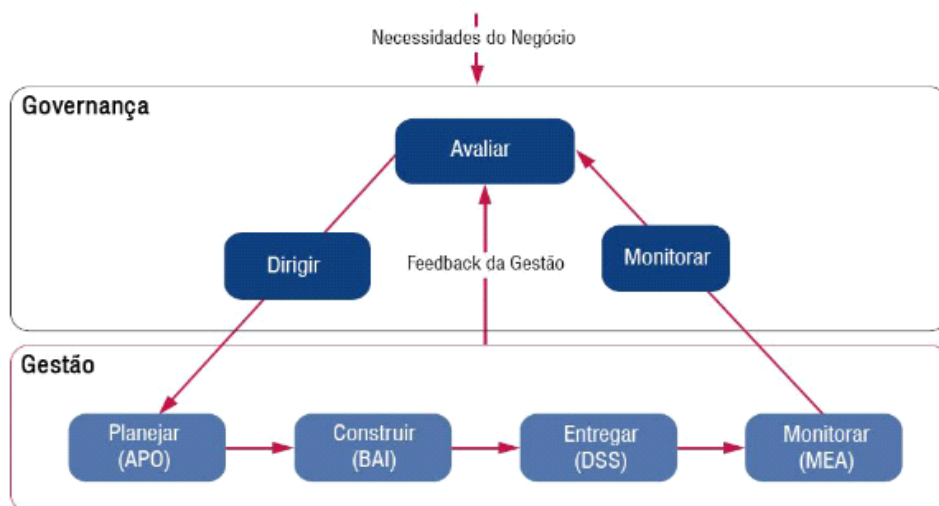 Necessidades do Negócio
Governança
Avaliar
Dirigir
Feedback da Gestão
Monitorar
Gestão
Planejar
(APO)
Construir
(BAI)
Entregar
(DSS)
Monitorar
(MEA)